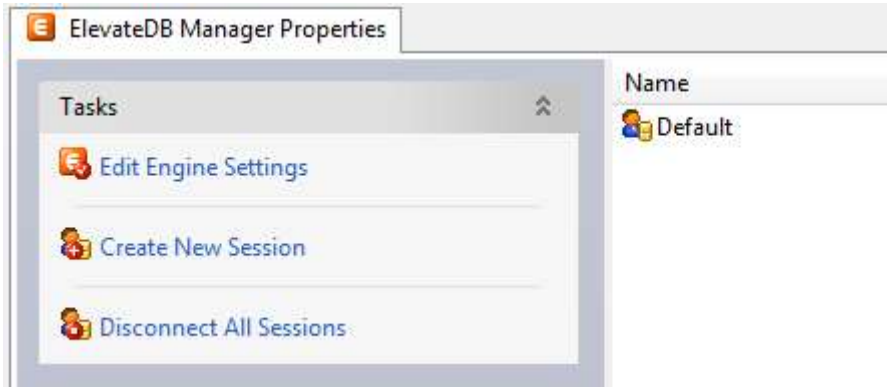 ElevateDB Manager Properties
Tasks
Edit Engine Settings
Create New Session
Disconnect All Sessions
Name
Default